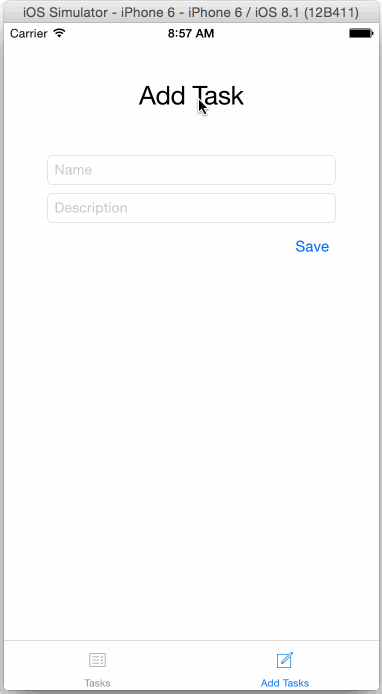 iOS Simulator - iPhone 6 - iPhone 6 / iOS 8.1 (12B411)
Carrier 8:57 AM
Add Task
Name
Description
Save
Tasks Add Tasks